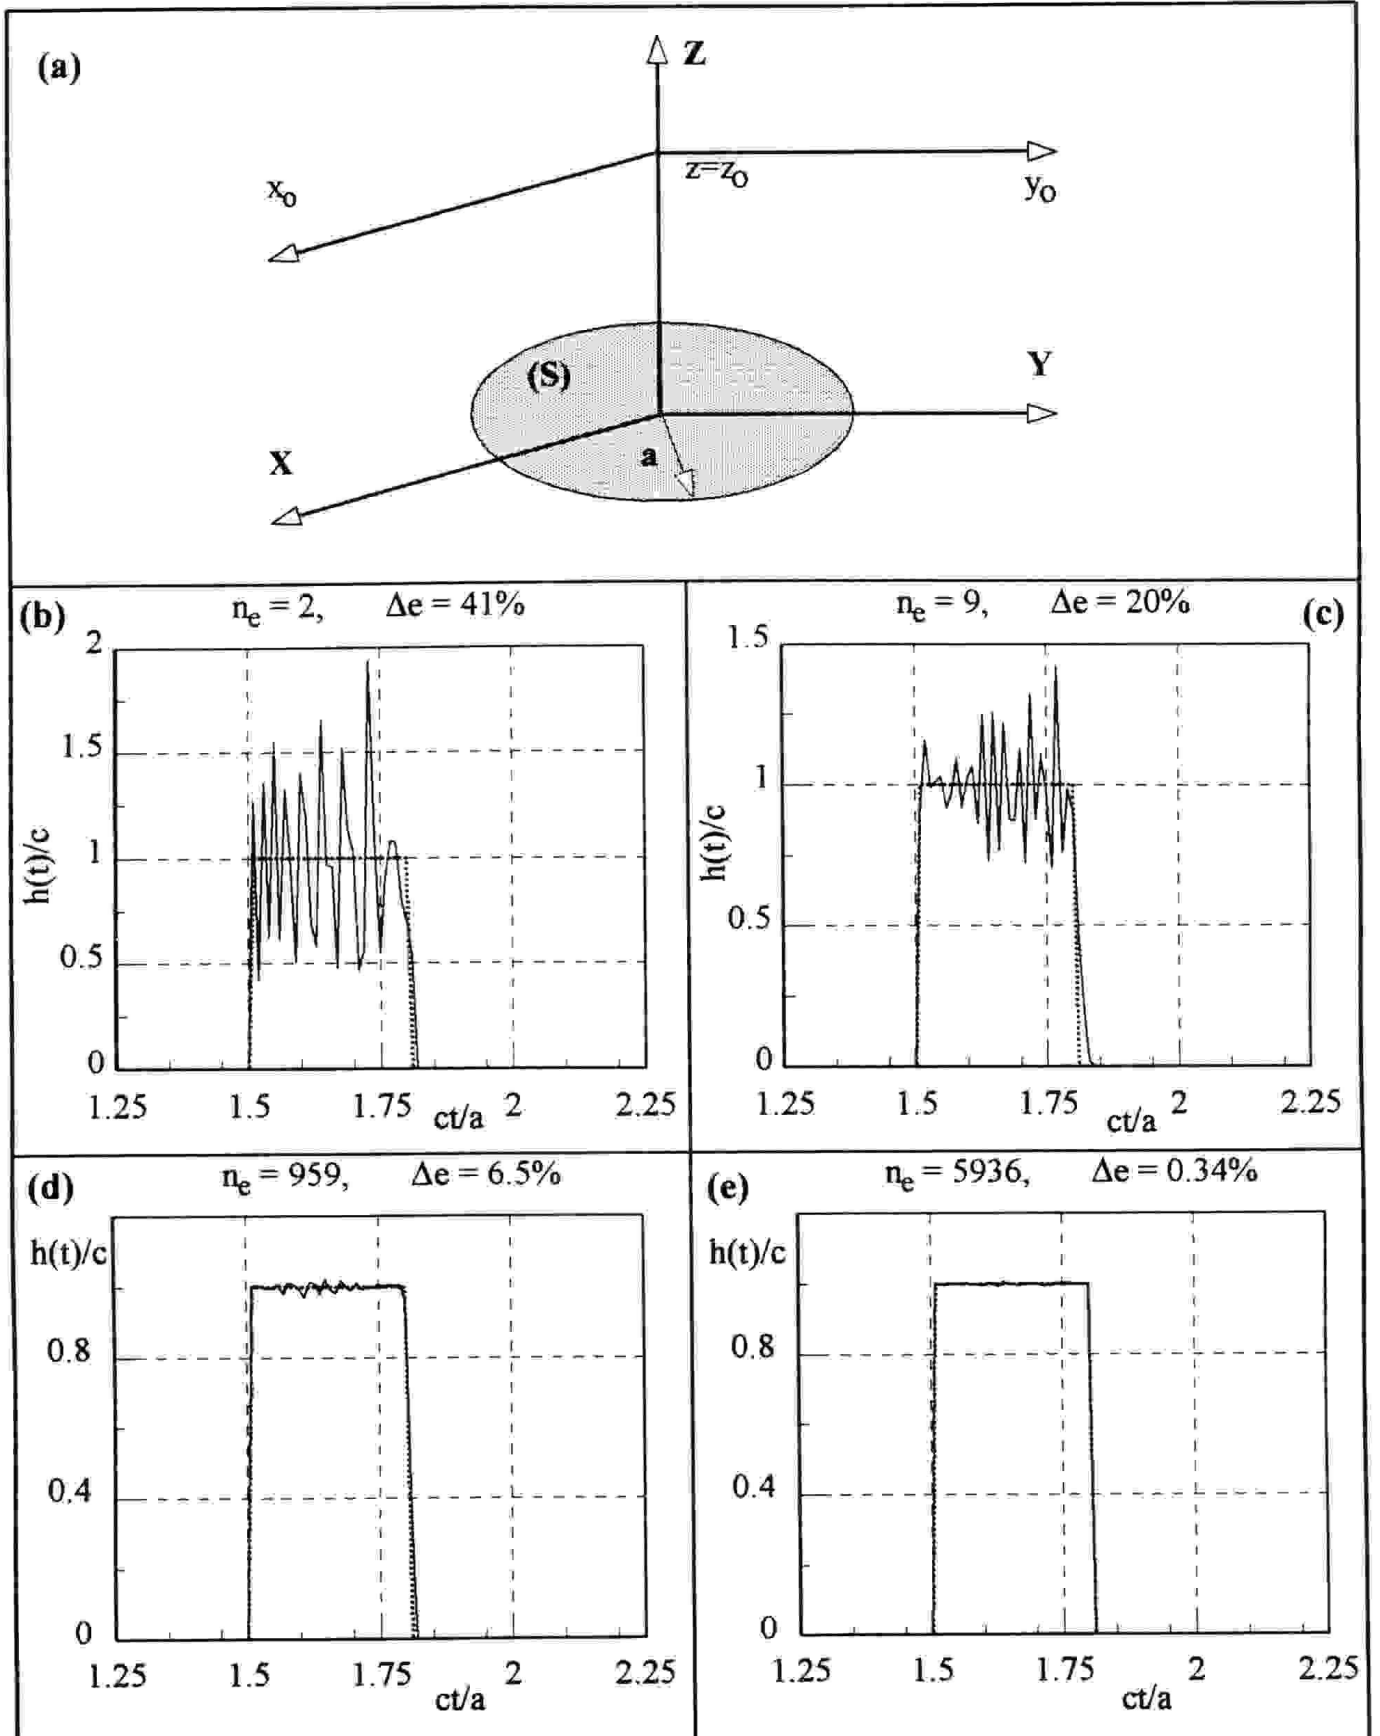 (a)
Z
z=z₀
x₀
y₀
(S)
Y
X
a
(b) nₑ = 2, Δe = 41%
2
1.5
1
0.5
0
h(t)/c
1.25 1.5 1.75 ct/a 2 2.25
nₑ = 9, Δe = 20% (c)
1.5
1
0.5
0
h(t)/c
1.25 1.5 1.75 ct/a 2 2.25
(d) nₑ = 959, Δe = 6.5%
h(t)/c
0.8
0.4
0
1.25 1.5 1.75 ct/a 2 2.25
(e) nₑ = 5936, Δe = 0.34%
h(t)/c
0.8
0.4
0
1.25 1.5 1.75 ct/a 2 2.25